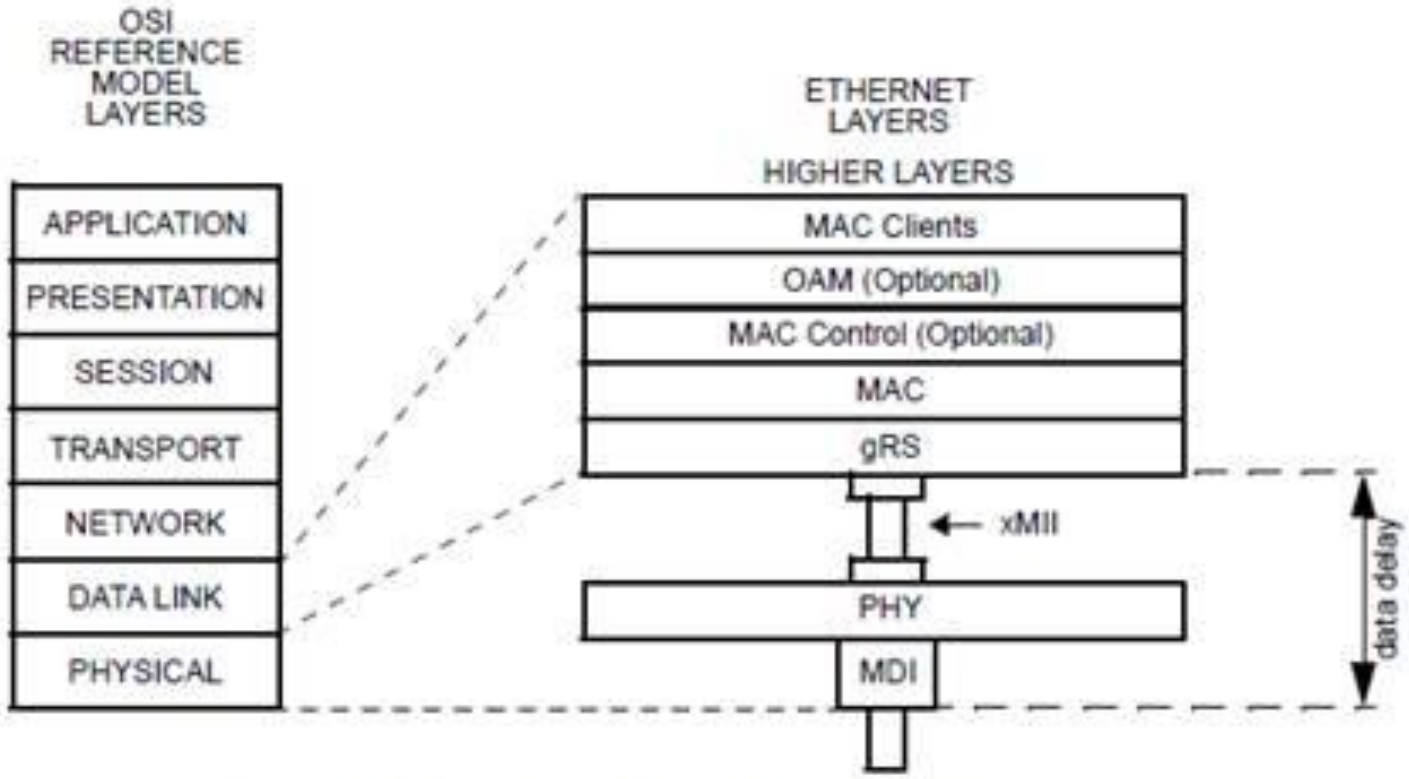 OSI
REFERENCE
MODEL
LAYERS
APPLICATION
PRESENTATION
SESSION
TRANSPORT
NETWORK
DATA LINK
PHYSICAL
ETHERNET
LAYERS
HIGHER LAYERS
MAC Clients
OAM (Optional)
MAC Control (Optional)
MAC
gRS
xMII
PHY
MDI
data delay